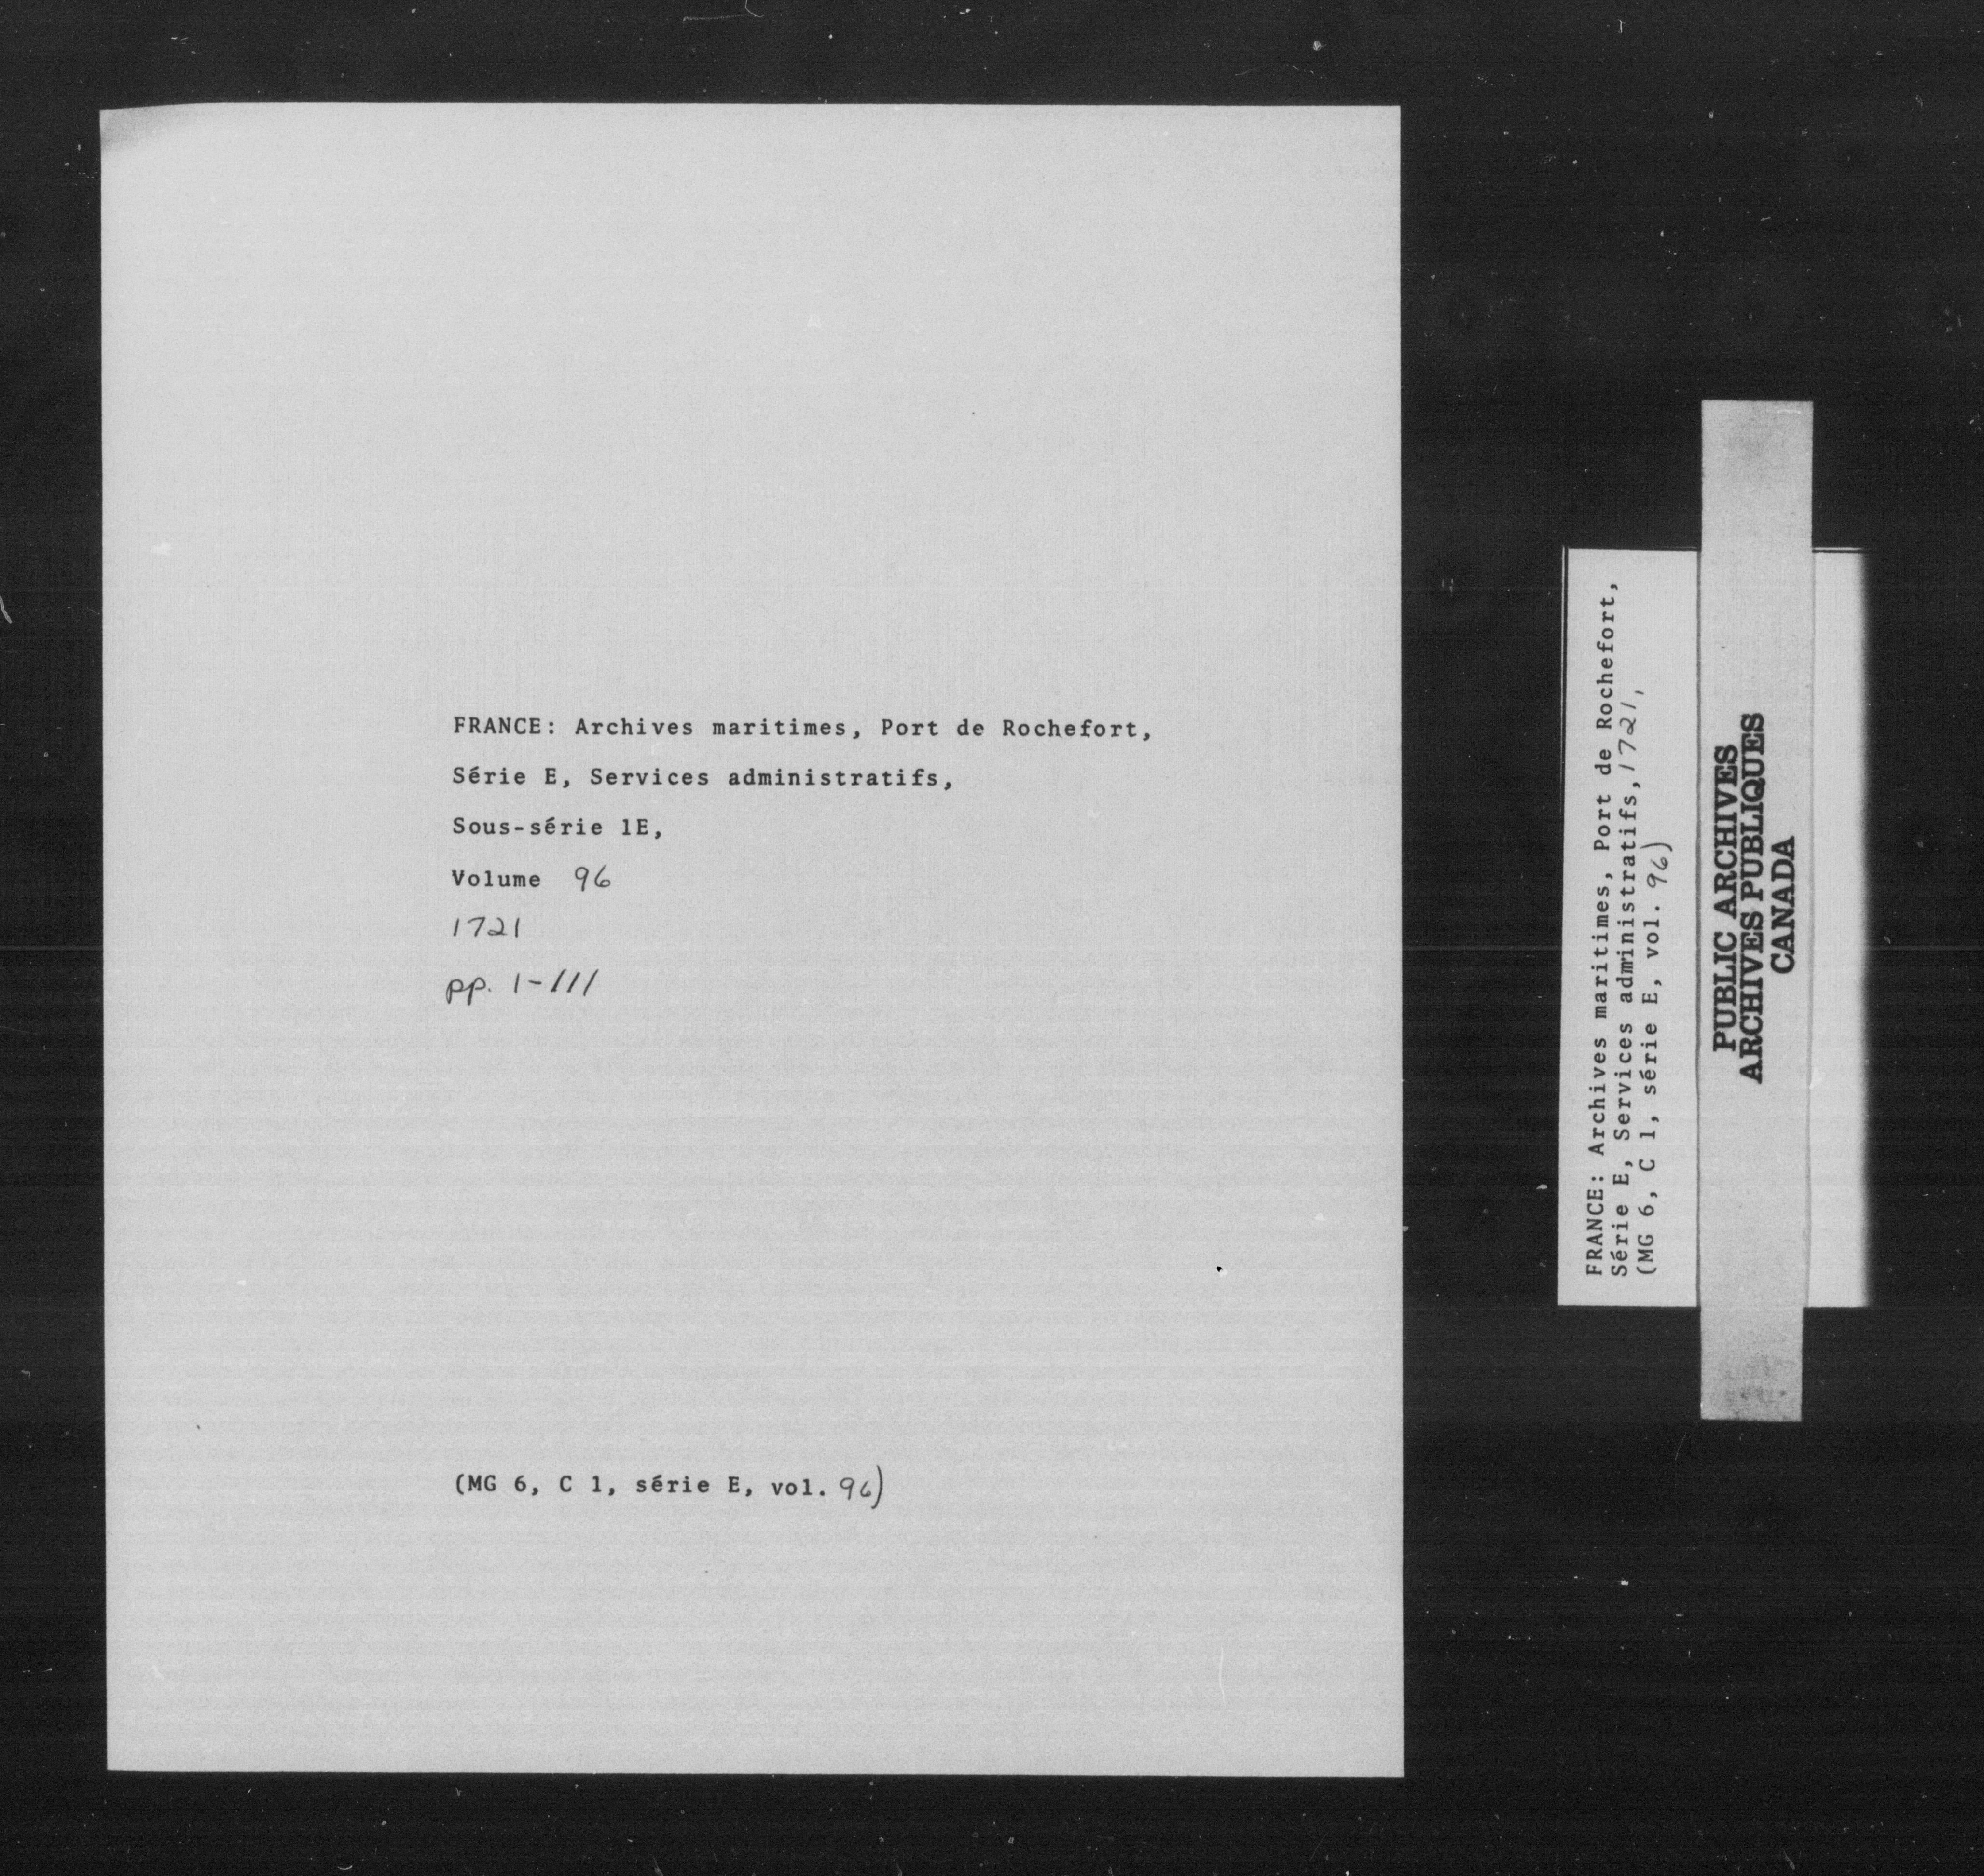 FRANCE: Archives maritimes, Port de Rochefort,
Série E, Services administratifs,
Sous-série 1E,
Volume 96
1721
pp. 1-111
(MG 6, C 1, série E, vol. 96)
FRANCE: Archives maritimes, Port de Rochefort,
Série E, Services administratifs, 1721,
(MG 6, C 1, série E, vol. 96)
PUBLIC ARCHIVES
ARCHIVES PUBLIQUES
CANADA